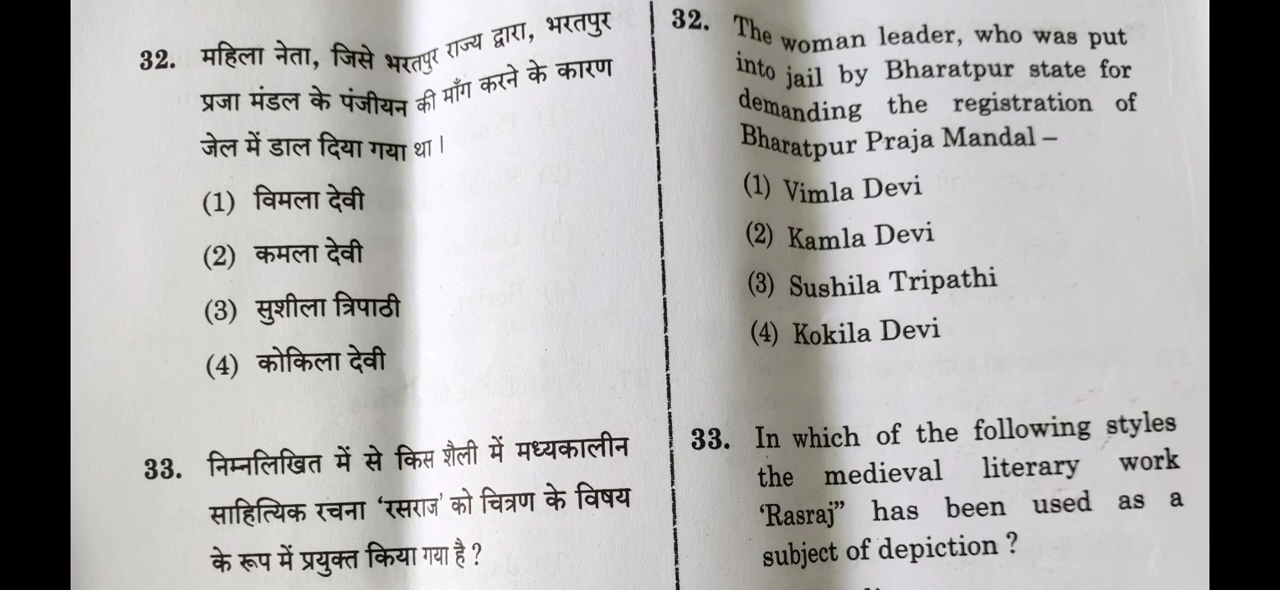 32. महिला नेता, जिसे भरतपुर राज्य द्वारा, भरतपुर
प्रजा मंडल के पंजीयन की माँग करने के कारण
जेल में डाल दिया गया था।
(1) विमला देवी
(2) कमला देवी
(3) सुशीला त्रिपाठी
(4) कोकिला देवी
33. निम्नलिखित में से किस शैली में मध्यकालीन
साहित्यिक रचना 'रसराज' को चित्रण के विषय
के रूप में प्रयुक्त किया गया है ?
32. The woman leader, who was put
into jail by Bharatpur state for
demanding the registration of
Bharatpur Praja Mandal –
(1) Vimla Devi
(2) Kamla Devi
(3) Sushila Tripathi
(4) Kokila Devi
33. In which of the following styles
the medieval literary work
'Rasraj" has been used as a
subject of depiction ?